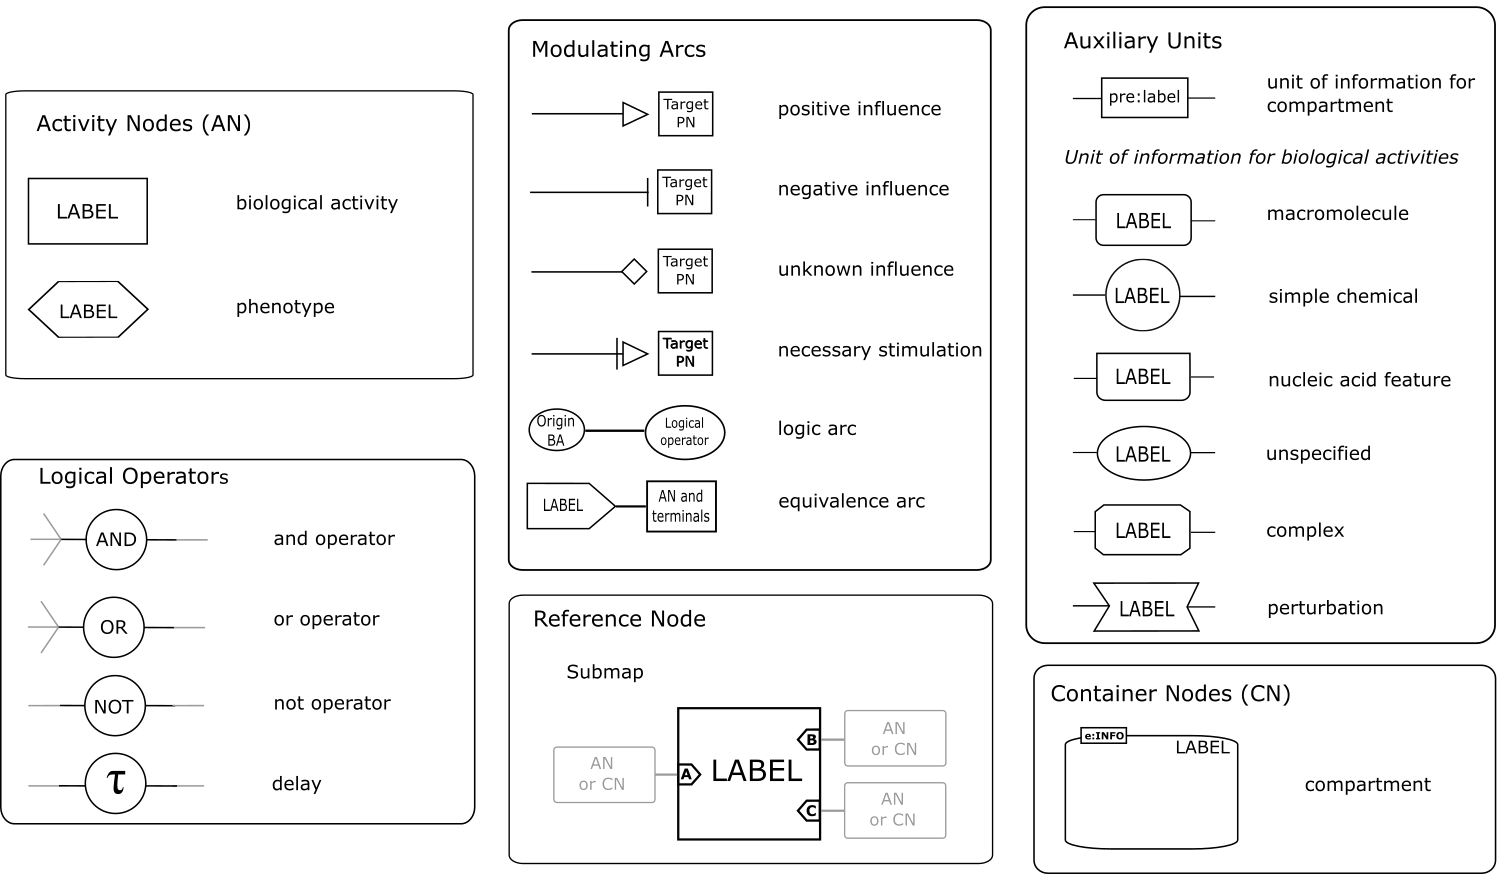 Activity Nodes (AN)
LABEL
biological activity
LABEL
phenotype
Logical Operators
AND
and operator
OR
or operator
NOT
not operator
τ
delay
Modulating Arcs
Target
PN
positive influence
Target
PN
negative influence
Target
PN
unknown influence
Target
PN
necessary stimulation
Origin
BA
Logical
operator
logic arc
LABEL
AN and
terminals
equivalence arc
Reference Node
Submap
AN
or CN
A
LABEL
B
AN
or CN
C
AN
or CN
Auxiliary Units
pre:label
unit of information for
compartment
Unit of information for biological activities
LABEL
macromolecule
LABEL
simple chemical
LABEL
nucleic acid feature
LABEL
unspecified
LABEL
complex
LABEL
perturbation
Container Nodes (CN)
e:INFO
LABEL
compartment